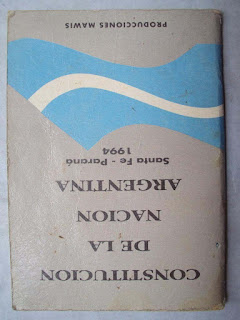 CONSTITUCION
DE LA
NACION
ARGENTINA
Santa Fe - Paraná
1994
PRODUCCIONES MAWIS